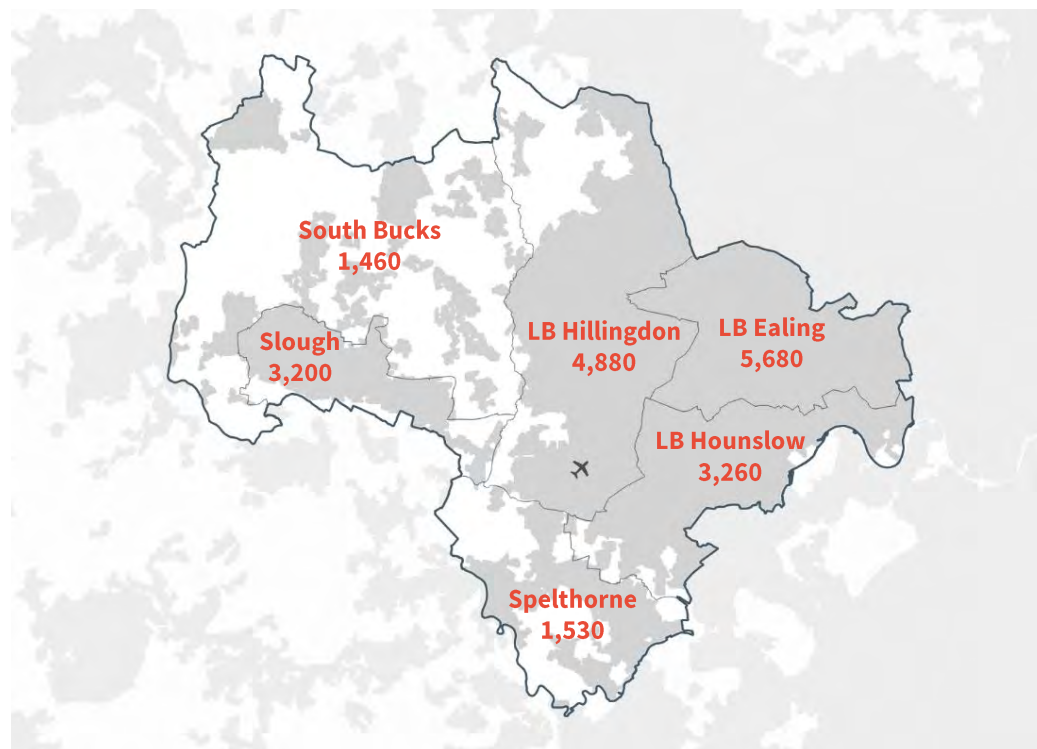 South Bucks
1,460
Slough
3,200
LB Hillingdon
4,880
LB Ealing
5,680
LB Hounslow
3,260
Spelthorne
1,530